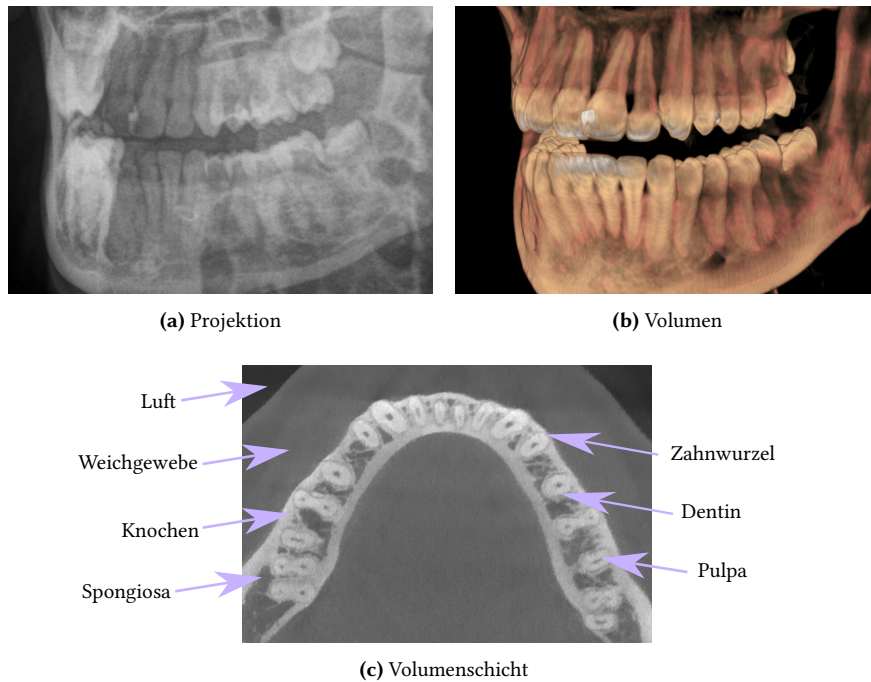 (a) Projektion
(b) Volumen
Luft
Weichgewebe
Knochen
Spongiosa
Zahnwurzel
Dentin
Pulpa
(c) Volumenschicht